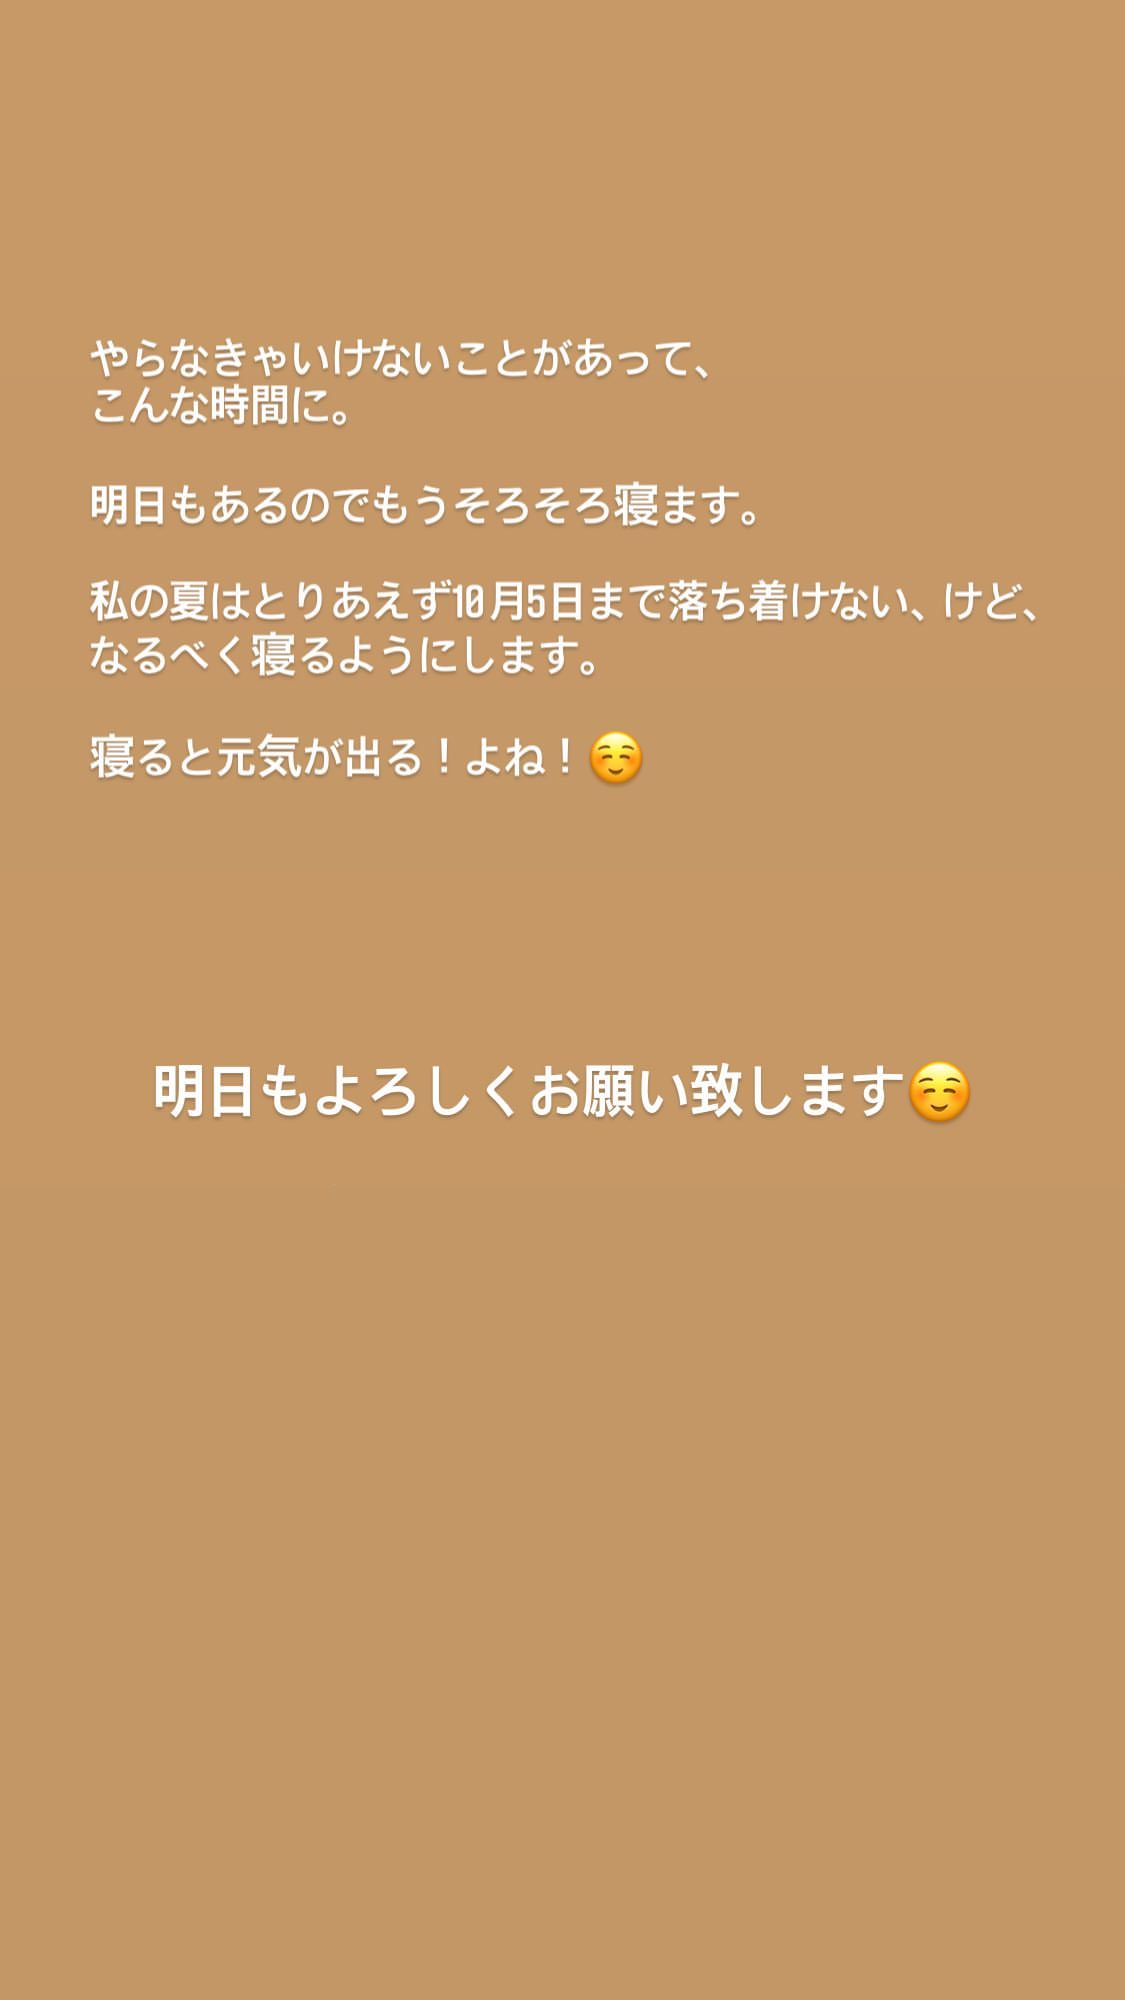 やらなきゃいけないことがあって、
こんな時間に。
明日もあるのでもうそろそろ寝ます。
私の夏はとりあえず10月5日まで落ち着けない、けど、
なるべく寝るようにします。
寝ると元気が出る！よね！☺️
明日もよろしくお願い致します☺️